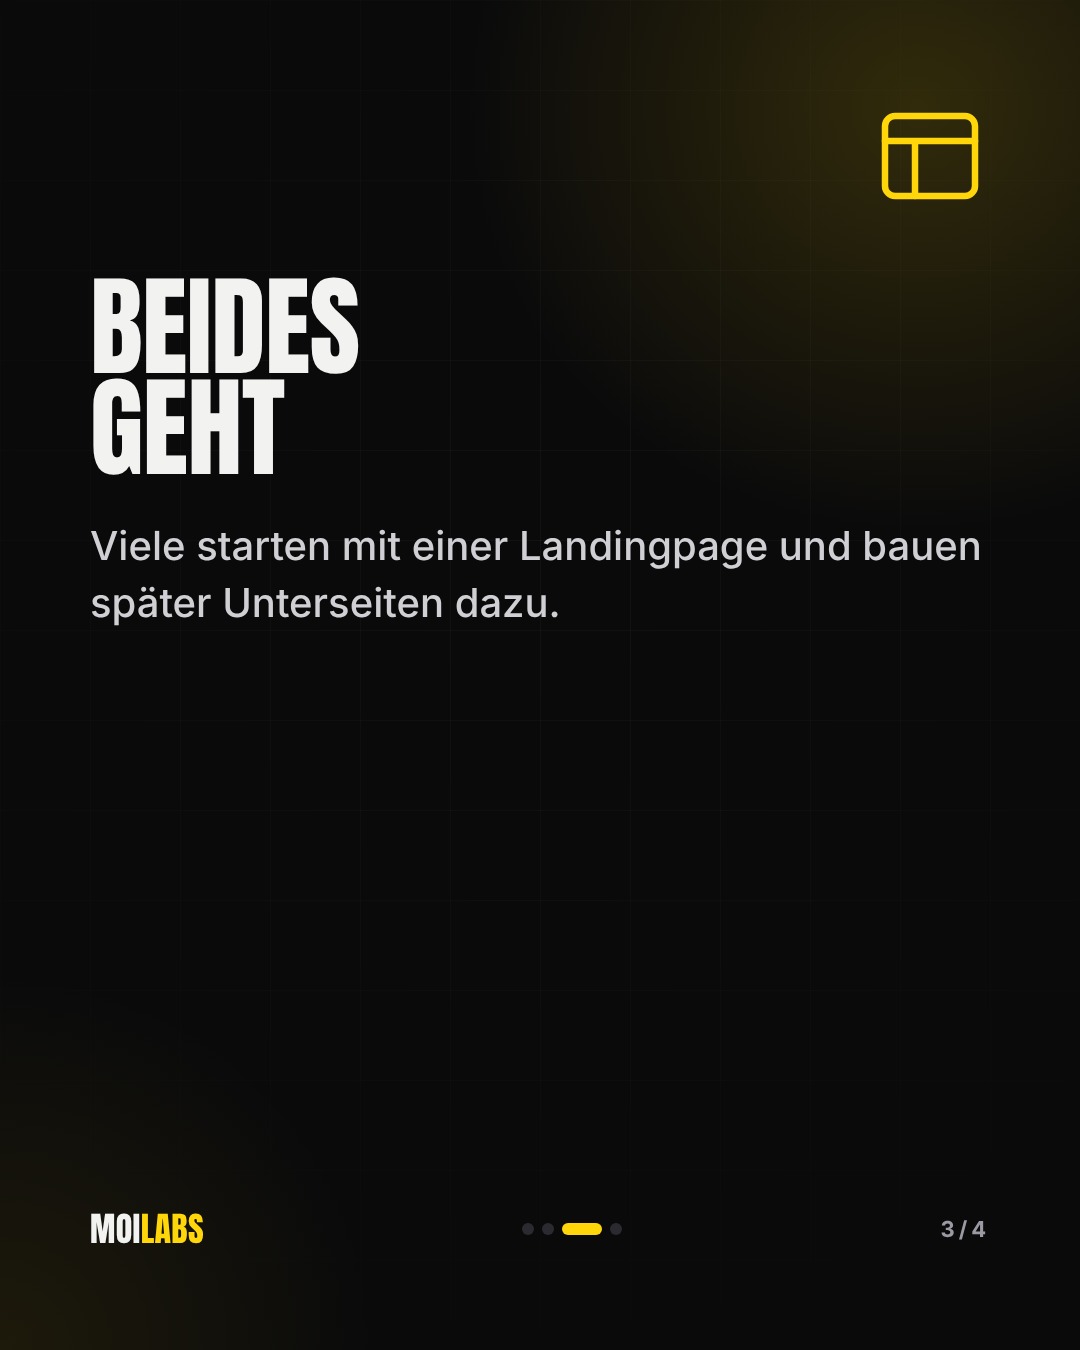 BEIDES
GEHT
Viele starten mit einer Landingpage und bauen
später Unterseiten dazu.
MOILABS
3 / 4